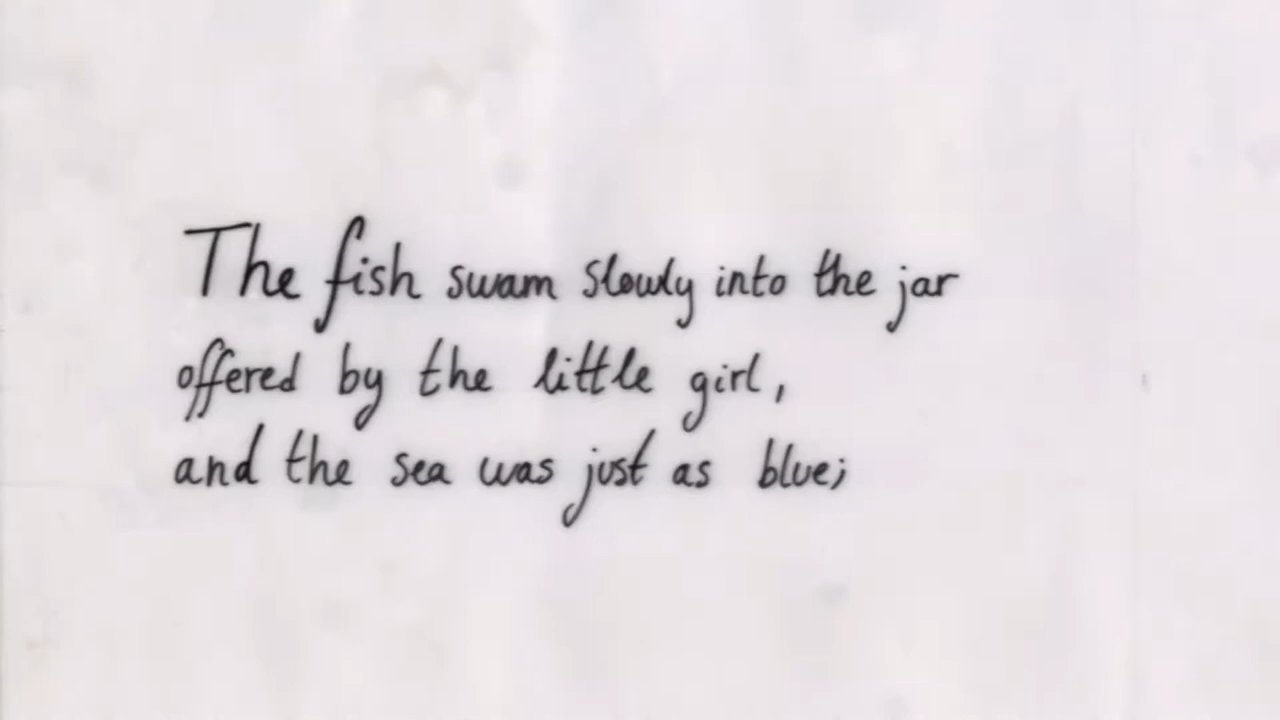 The fish swam slowly into the jar
offered by the little girl,
and the sea was just as blue;